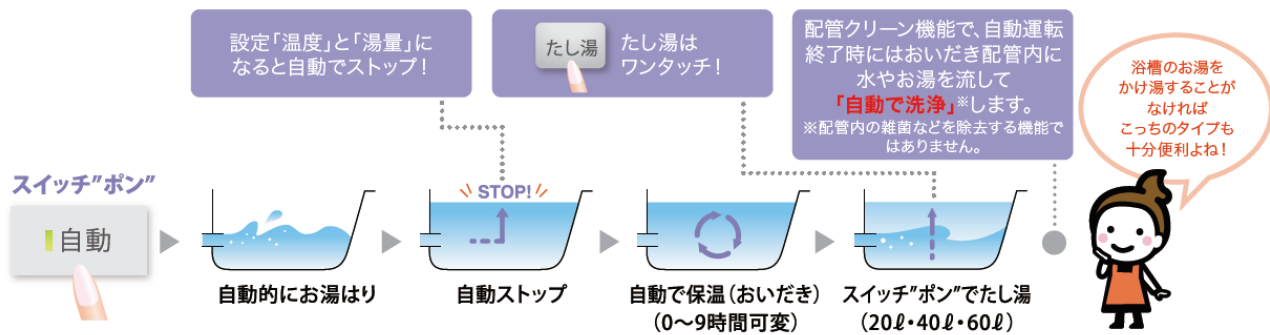 設定「温度」と「湯量」に
なると自動でストップ!
たし湯
たし湯は
ワンタッチ!
配管クリーン機能で、自動運転
終了時にはおいだき配管内に
水やお湯を流して
「自動で洗浄」※します。
※配管内の雑菌などを除去する機能で
はありません。
浴槽のお湯を
かけ湯することが
なければ
こっちのタイプも
十分便利よね!
スイッチ"ポン"
自動
STOP!
自動的にお湯はり
自動ストップ
自動で保温(おいだき)
(0〜9時間可変)
スイッチ"ポン"でたし湯
(20ℓ・40ℓ・60ℓ)